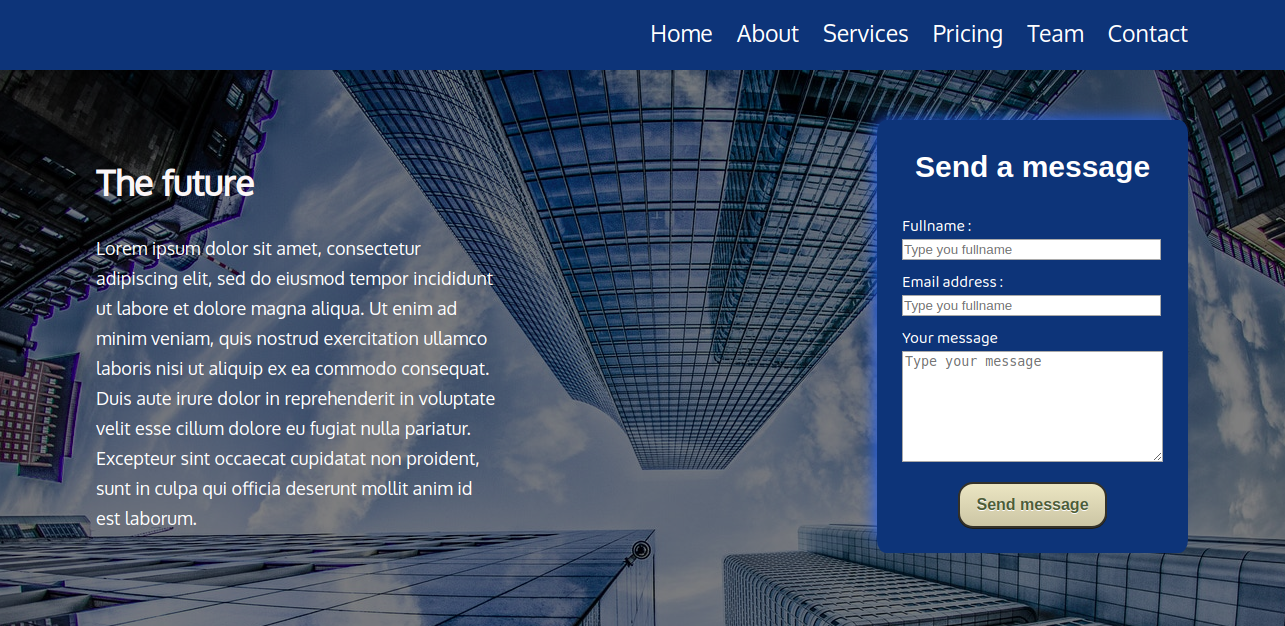 Home About Services Pricing Team Contact
The future
Lorem ipsum dolor sit amet, consectetur
adipiscing elit, sed do eiusmod tempor incididunt
ut labore et dolore magna aliqua. Ut enim ad
minim veniam, quis nostrud exercitation ullamco
laboris nisi ut aliquip ex ea commodo consequat.
Duis aute irure dolor in reprehenderit in voluptate
velit esse cillum dolore eu fugiat nulla pariatur.
Excepteur sint occaecat cupidatat non proident,
sunt in culpa qui officia deserunt mollit anim id
est laborum.
Send a message
Fullname :
Type you fullname
Email address :
Type you fullname
Your message
Type your message
Send message